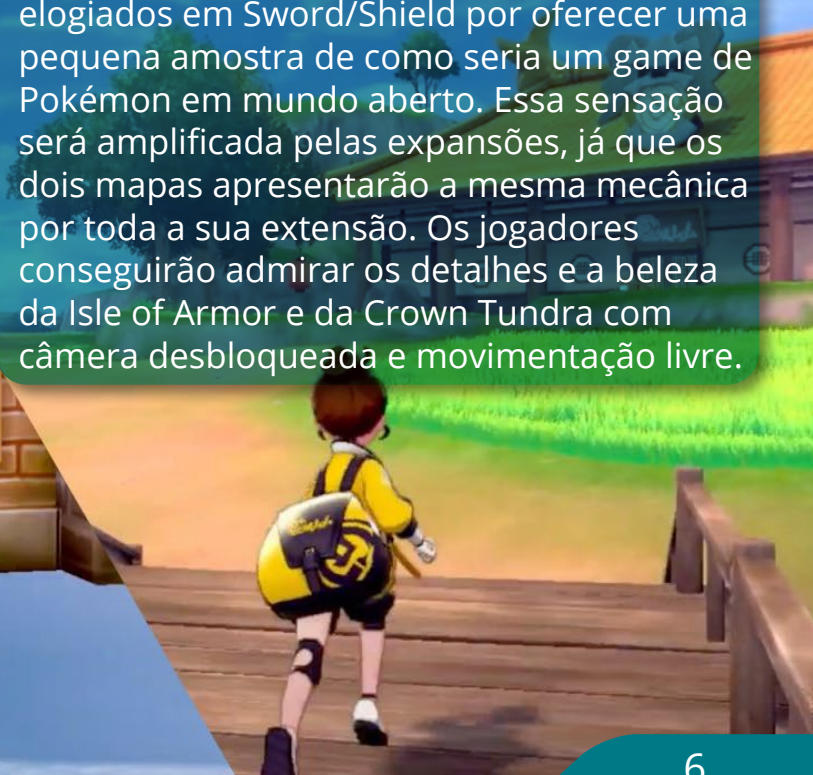 elogiados em Sword/Shield por oferecer uma
pequena amostra de como seria um game de
Pokémon em mundo aberto. Essa sensação
será amplificada pelas expansões, já que os
dois mapas apresentarão a mesma mecânica
por toda a sua extensão. Os jogadores
conseguirão admirar os detalhes e a beleza
da Isle of Armor e da Crown Tundra com
câmera desbloqueada e movimentação livre.
6